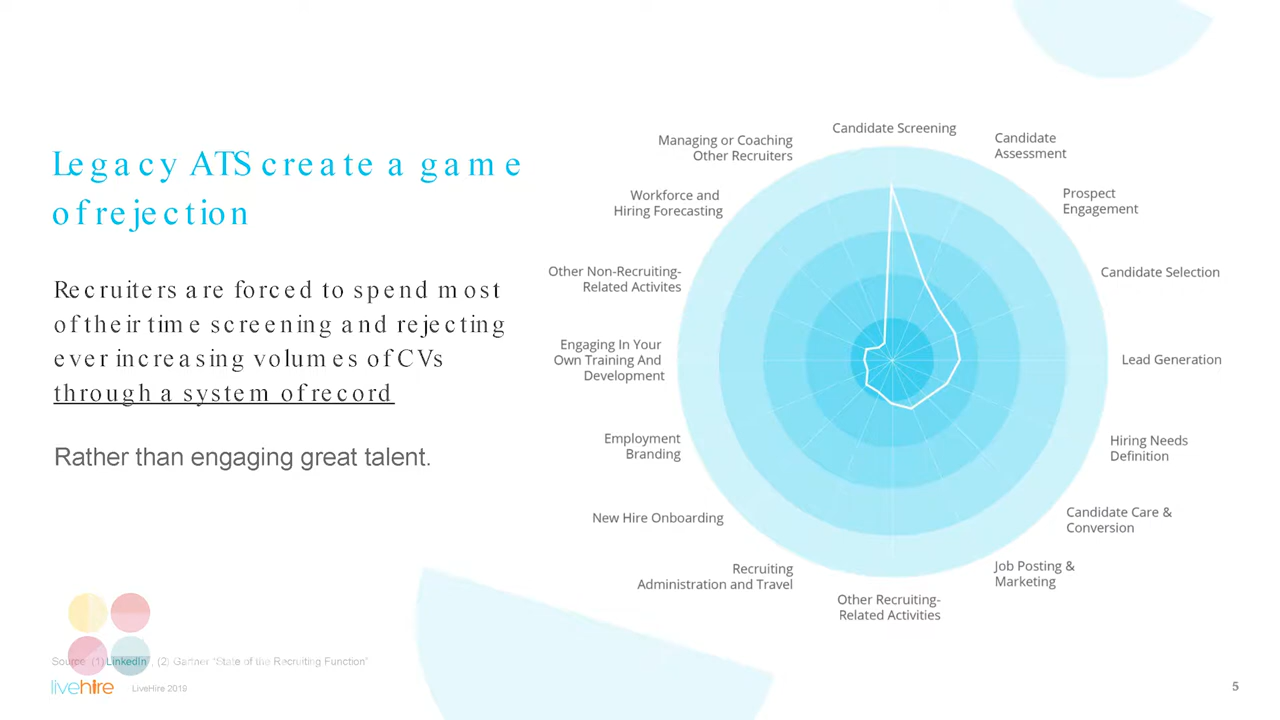 Legacy ATS create a game
of rejection
Recruiters are forced to spend most
of their time screening and rejecting
ever increasing volumes of CVs
through a system of record
Rather than engaging great talent.
Candidate Screening
Candidate
Assessment
Prospect
Engagement
Candidate Selection
Lead Generation
Hiring Needs
Definition
Candidate Care &
Conversion
Job Posting &
Marketing
Other Recruiting-
Related Activities
Recruiting
Administration and Travel
New Hire Onboarding
Employment
Branding
Engaging In Your
Own Training And
Development
Other Non-Recruiting-
Related Activites
Workforce and
Hiring Forecasting
Managing or Coaching
Other Recruiters
Source (1) LinkedIn , (2) Gartner "State of the Recruiting Function"
livehire
LiveHire 2019
5